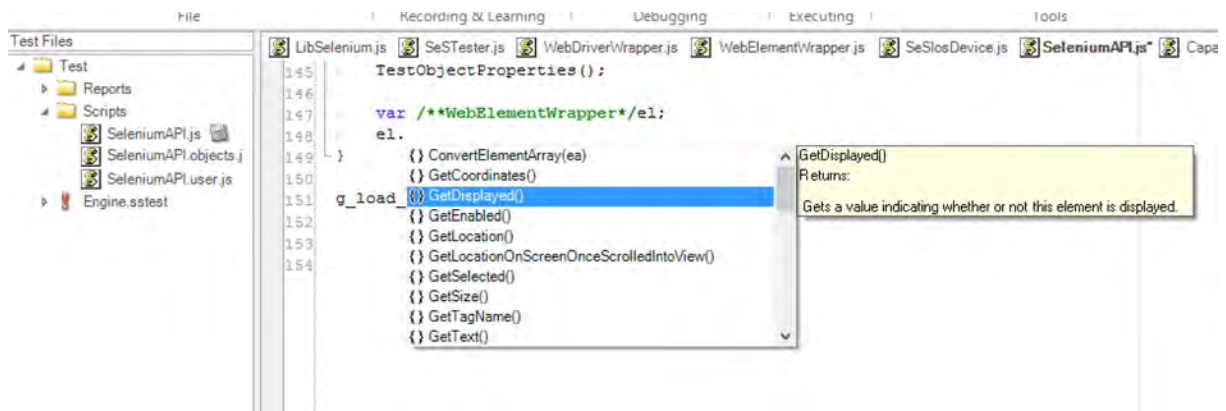 File Recording & Learning Debugging Executing Tools
Test Files
LibSelenium.js SeSTester.js WebDriverWrapper.js WebElementWrapper.js SeSIosDevice.js SeleniumAPI.js* Capa
Test
Reports
Scripts
SeleniumAPI.js
SeleniumAPI.objects.j
SeleniumAPI.user.js
Engine.sstest
145 TestObjectProperties();
146
147 var /**WebElementWrapper*/el;
148 el.
149 }
150
151 g_load_
152
153
154
{} ConvertElementArray(ea)
{} GetCoordinates()
{} GetDisplayed()
{} GetEnabled()
{} GetLocation()
{} GetLocationOnScreenOnceScrolledIntoView()
{} GetSelected()
{} GetSize()
{} GetTagName()
{} GetText()
GetDisplayed()
Returns:
Gets a value indicating whether or not this element is displayed.